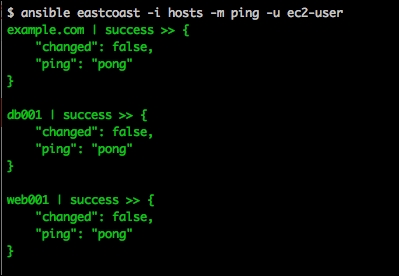 $ ansible eastcoast -i hosts -m ping -u ec2-user
example.com | success >> {
    "changed": false,
    "ping": "pong"
}

db001 | success >> {
    "changed": false,
    "ping": "pong"
}

web001 | success >> {
    "changed": false,
    "ping": "pong"
}